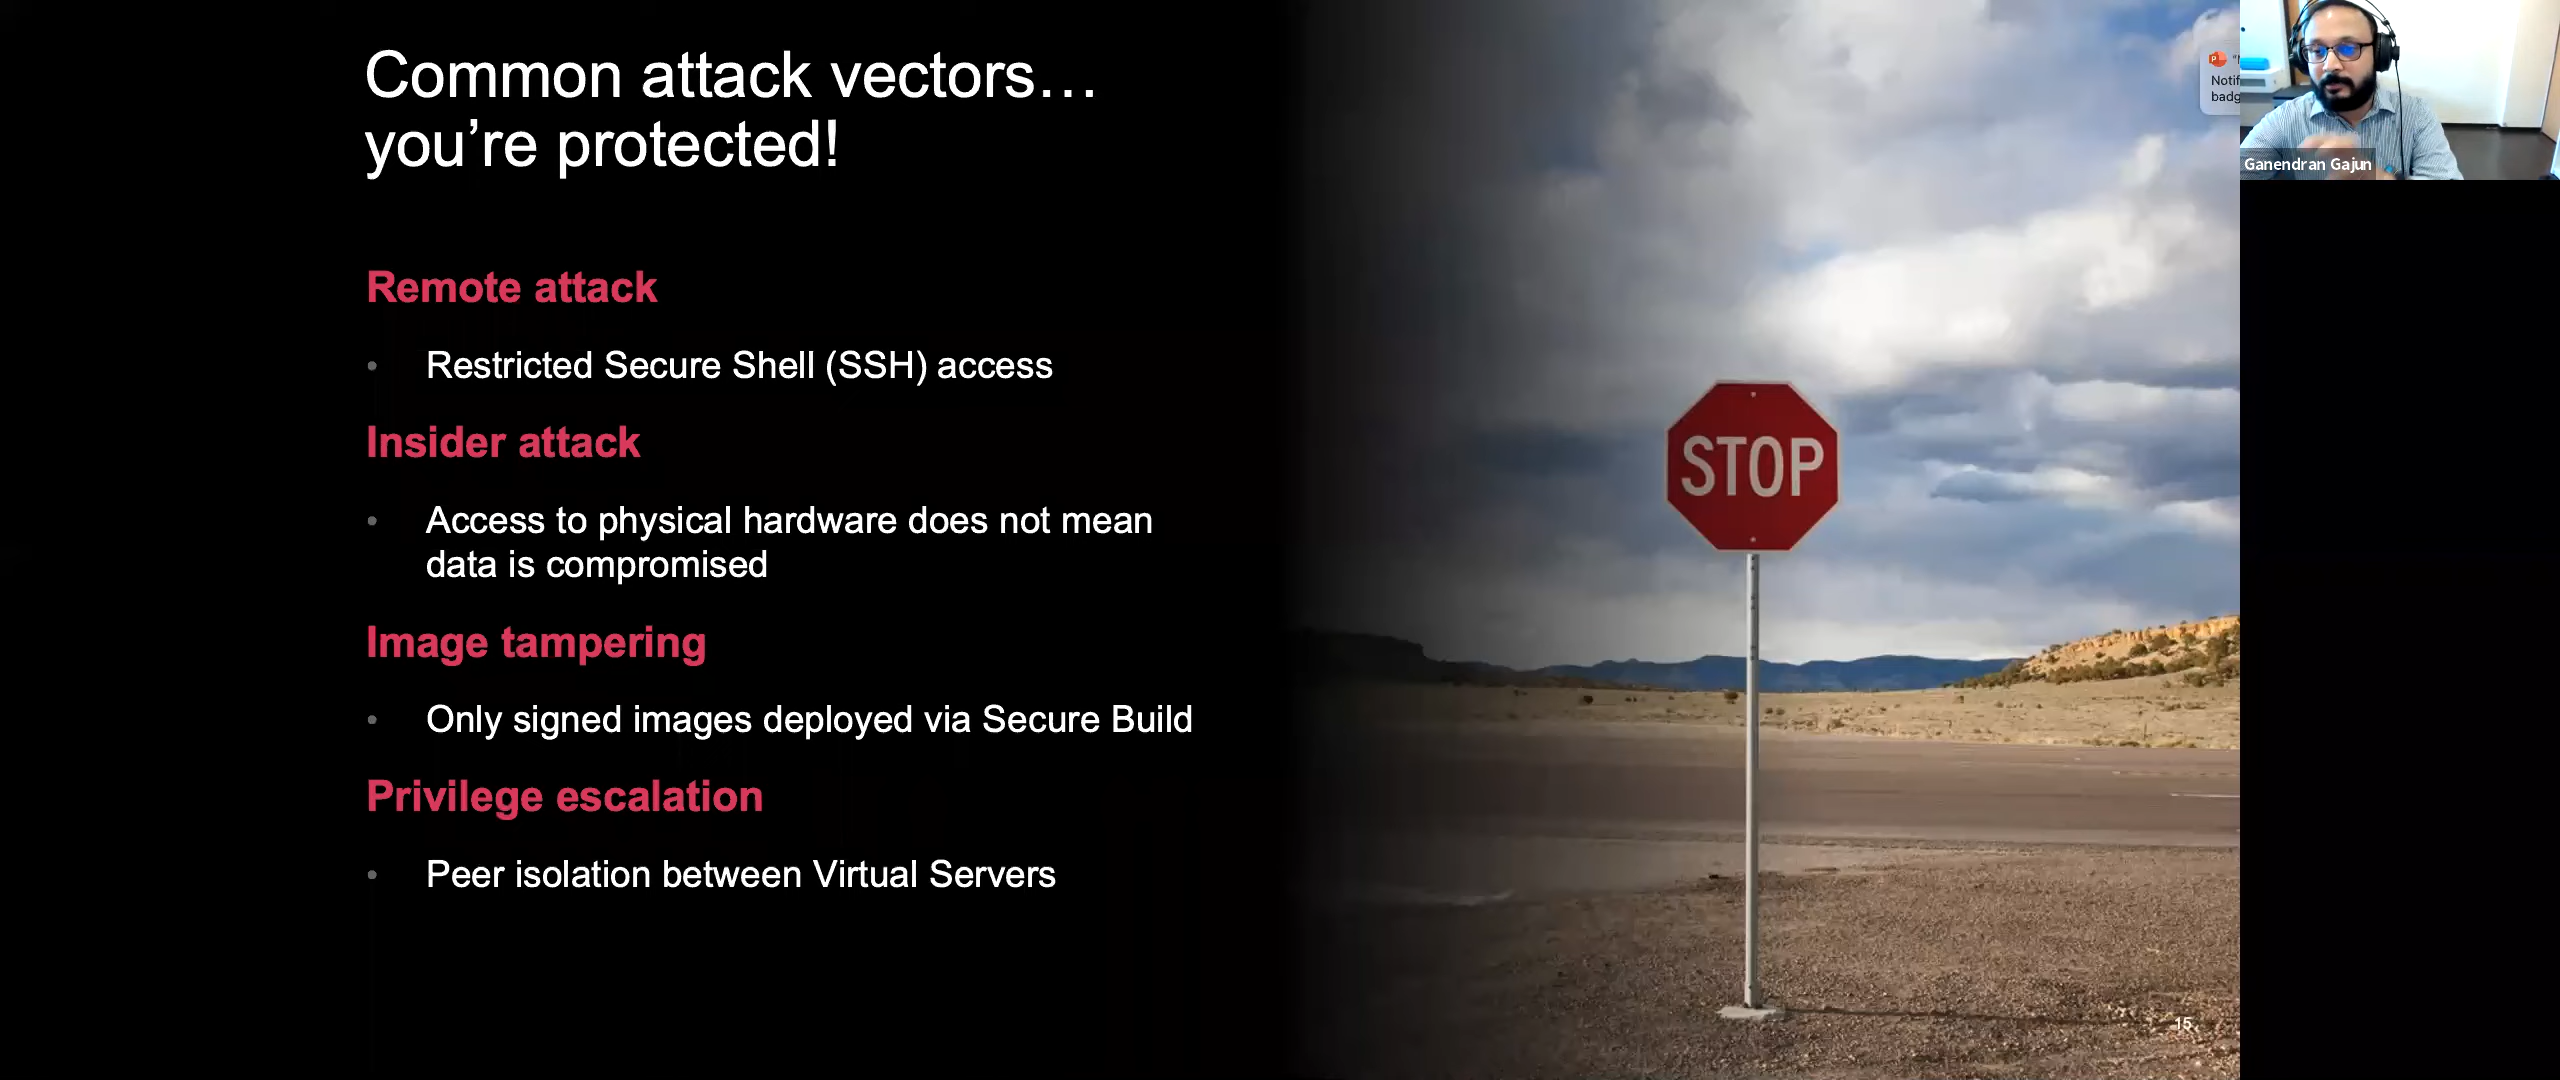 Common attack vectors…
you’re protected!
Remote attack
• Restricted Secure Shell (SSH) access
Insider attack
• Access to physical hardware does not mean
data is compromised
Image tampering
• Only signed images deployed via Secure Build
Privilege escalation
• Peer isolation between Virtual Servers
STOP
15
Ganendran Gajun